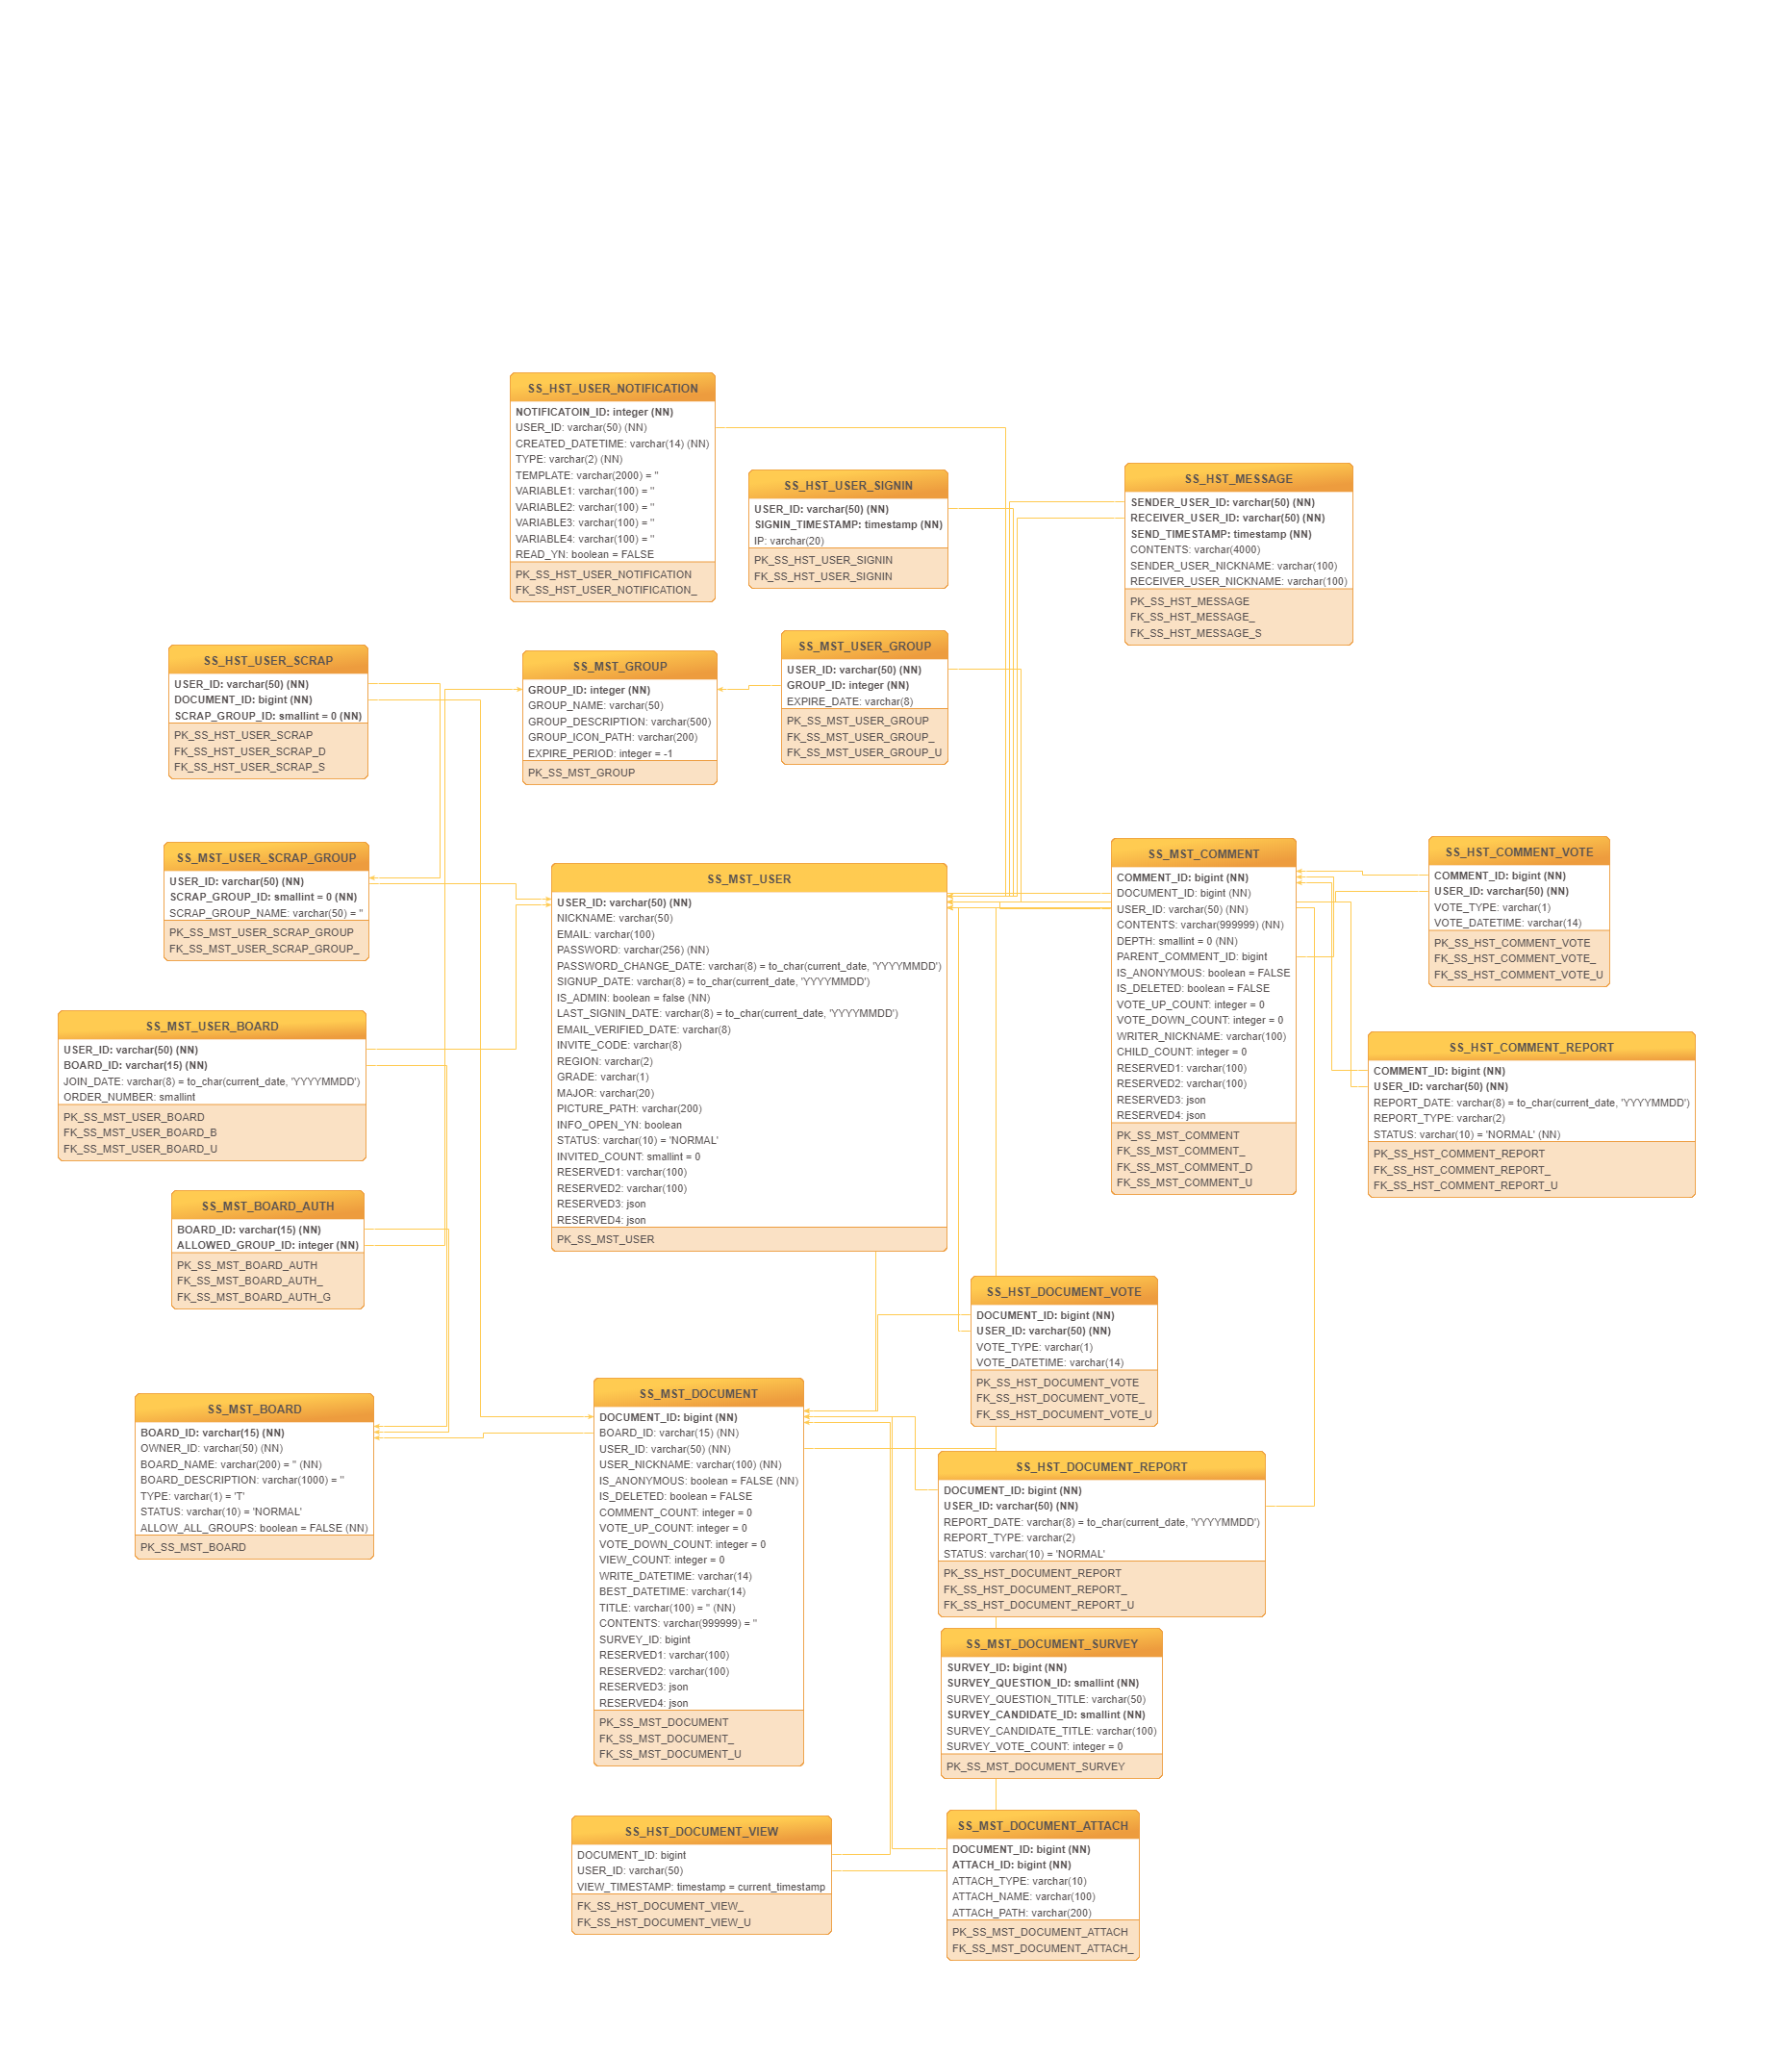 SS_HST_USER_NOTIFICATION
NOTIFICATOIN_ID: integer (NN)
USER_ID: varchar(50) (NN)
CREATED_DATETIME: varchar(14) (NN)
TYPE: varchar(2) (NN)
TEMPLATE: varchar(2000) = ''
VARIABLE1: varchar(100) = ''
VARIABLE2: varchar(100) = ''
VARIABLE3: varchar(100) = ''
VARIABLE4: varchar(100) = ''
READ_YN: boolean = FALSE
PK_SS_HST_USER_NOTIFICATION
FK_SS_HST_USER_NOTIFICATION_
SS_HST_USER_SIGNIN
USER_ID: varchar(50) (NN)
SIGNIN_TIMESTAMP: timestamp (NN)
IP: varchar(20)
PK_SS_HST_USER_SIGNIN
FK_SS_HST_USER_SIGNIN
SS_HST_MESSAGE
SENDER_USER_ID: varchar(50) (NN)
RECEIVER_USER_ID: varchar(50) (NN)
SEND_TIMESTAMP: timestamp (NN)
CONTENTS: varchar(4000)
SENDER_USER_NICKNAME: varchar(100)
RECEIVER_USER_NICKNAME: varchar(100)
PK_SS_HST_MESSAGE
FK_SS_HST_MESSAGE_
FK_SS_HST_MESSAGE_S
SS_HST_USER_SCRAP
USER_ID: varchar(50) (NN)
DOCUMENT_ID: bigint (NN)
SCRAP_GROUP_ID: smallint = 0 (NN)
PK_SS_HST_USER_SCRAP
FK_SS_HST_USER_SCRAP_D
FK_SS_HST_USER_SCRAP_S
SS_MST_GROUP
GROUP_ID: integer (NN)
GROUP_NAME: varchar(50)
GROUP_DESCRIPTION: varchar(500)
GROUP_ICON_PATH: varchar(200)
EXPIRE_PERIOD: integer = -1
PK_SS_MST_GROUP
SS_MST_USER_GROUP
USER_ID: varchar(50) (NN)
GROUP_ID: integer (NN)
EXPIRE_DATE: varchar(8)
PK_SS_MST_USER_GROUP
FK_SS_MST_USER_GROUP_
FK_SS_MST_USER_GROUP_U
SS_MST_USER_SCRAP_GROUP
USER_ID: varchar(50) (NN)
SCRAP_GROUP_ID: smallint = 0 (NN)
SCRAP_GROUP_NAME: varchar(50) = ''
PK_SS_MST_USER_SCRAP_GROUP
FK_SS_MST_USER_SCRAP_GROUP_
SS_MST_USER
USER_ID: varchar(50) (NN)
NICKNAME: varchar(50)
EMAIL: varchar(100)
PASSWORD: varchar(256) (NN)
PASSWORD_CHANGE_DATE: varchar(8) = to_char(current_date, 'YYYYMMDD')
SIGNUP_DATE: varchar(8) = to_char(current_date, 'YYYYMMDD')
IS_ADMIN: boolean = false (NN)
LAST_SIGNIN_DATE: varchar(8) = to_char(current_date, 'YYYYMMDD')
EMAIL_VERIFIED_DATE: varchar(8)
INVITE_CODE: varchar(8)
REGION: varchar(2)
GRADE: varchar(1)
MAJOR: varchar(20)
PICTURE_PATH: varchar(200)
INFO_OPEN_YN: boolean
STATUS: varchar(10) = 'NORMAL'
INVITED_COUNT: smallint = 0
RESERVED1: varchar(100)
RESERVED2: varchar(100)
RESERVED3: json
RESERVED4: json
PK_SS_MST_USER
SS_MST_COMMENT
COMMENT_ID: bigint (NN)
DOCUMENT_ID: bigint (NN)
USER_ID: varchar(50) (NN)
CONTENTS: varchar(999999) (NN)
DEPTH: smallint = 0 (NN)
PARENT_COMMENT_ID: bigint
IS_ANONYMOUS: boolean = FALSE
IS_DELETED: boolean = FALSE
VOTE_UP_COUNT: integer = 0
VOTE_DOWN_COUNT: integer = 0
WRITER_NICKNAME: varchar(100)
CHILD_COUNT: integer = 0
RESERVED1: varchar(100)
RESERVED2: varchar(100)
RESERVED3: json
RESERVED4: json
PK_SS_MST_COMMENT
FK_SS_MST_COMMENT_
FK_SS_MST_COMMENT_D
FK_SS_MST_COMMENT_U
SS_HST_COMMENT_VOTE
COMMENT_ID: bigint (NN)
USER_ID: varchar(50) (NN)
VOTE_TYPE: varchar(1)
VOTE_DATETIME: varchar(14)
PK_SS_HST_COMMENT_VOTE
FK_SS_HST_COMMENT_VOTE_
FK_SS_HST_COMMENT_VOTE_U
SS_MST_USER_BOARD
USER_ID: varchar(50) (NN)
BOARD_ID: varchar(15) (NN)
JOIN_DATE: varchar(8) = to_char(current_date, 'YYYYMMDD')
ORDER_NUMBER: smallint
PK_SS_MST_USER_BOARD
FK_SS_MST_USER_BOARD_B
FK_SS_MST_USER_BOARD_U
SS_HST_COMMENT_REPORT
COMMENT_ID: bigint (NN)
USER_ID: varchar(50) (NN)
REPORT_DATE: varchar(8) = to_char(current_date, 'YYYYMMDD')
REPORT_TYPE: varchar(2)
STATUS: varchar(10) = 'NORMAL' (NN)
PK_SS_HST_COMMENT_REPORT
FK_SS_HST_COMMENT_REPORT_
FK_SS_HST_COMMENT_REPORT_U
SS_MST_BOARD_AUTH
BOARD_ID: varchar(15) (NN)
ALLOWED_GROUP_ID: integer (NN)
PK_SS_MST_BOARD_AUTH
FK_SS_MST_BOARD_AUTH_
FK_SS_MST_BOARD_AUTH_G
SS_HST_DOCUMENT_VOTE
DOCUMENT_ID: bigint (NN)
USER_ID: varchar(50) (NN)
VOTE_TYPE: varchar(1)
VOTE_DATETIME: varchar(14)
PK_SS_HST_DOCUMENT_VOTE
FK_SS_HST_DOCUMENT_VOTE_
FK_SS_HST_DOCUMENT_VOTE_U
SS_MST_BOARD
BOARD_ID: varchar(15) (NN)
OWNER_ID: varchar(50) (NN)
BOARD_NAME: varchar(200) = '' (NN)
BOARD_DESCRIPTION: varchar(1000) = ''
TYPE: varchar(1) = 'T'
STATUS: varchar(10) = 'NORMAL'
ALLOW_ALL_GROUPS: boolean = FALSE (NN)
PK_SS_MST_BOARD
SS_MST_DOCUMENT
DOCUMENT_ID: bigint (NN)
BOARD_ID: varchar(15) (NN)
USER_ID: varchar(50) (NN)
USER_NICKNAME: varchar(100) (NN)
IS_ANONYMOUS: boolean = FALSE (NN)
IS_DELETED: boolean = FALSE
COMMENT_COUNT: integer = 0
VOTE_UP_COUNT: integer = 0
VOTE_DOWN_COUNT: integer = 0
VIEW_COUNT: integer = 0
WRITE_DATETIME: varchar(14)
BEST_DATETIME: varchar(14)
TITLE: varchar(100) = '' (NN)
CONTENTS: varchar(999999) = ''
SURVEY_ID: bigint
RESERVED1: varchar(100)
RESERVED2: varchar(100)
RESERVED3: json
RESERVED4: json
PK_SS_MST_DOCUMENT
FK_SS_MST_DOCUMENT_
FK_SS_MST_DOCUMENT_U
SS_HST_DOCUMENT_REPORT
DOCUMENT_ID: bigint (NN)
USER_ID: varchar(50) (NN)
REPORT_DATE: varchar(8) = to_char(current_date, 'YYYYMMDD')
REPORT_TYPE: varchar(2)
STATUS: varchar(10) = 'NORMAL'
PK_SS_HST_DOCUMENT_REPORT
FK_SS_HST_DOCUMENT_REPORT_
FK_SS_HST_DOCUMENT_REPORT_U
SS_MST_DOCUMENT_SURVEY
SURVEY_ID: bigint (NN)
SURVEY_QUESTION_ID: smallint (NN)
SURVEY_QUESTION_TITLE: varchar(50)
SURVEY_CANDIDATE_ID: smallint (NN)
SURVEY_CANDIDATE_TITLE: varchar(100)
SURVEY_VOTE_COUNT: integer = 0
PK_SS_MST_DOCUMENT_SURVEY
SS_HST_DOCUMENT_VIEW
DOCUMENT_ID: bigint
USER_ID: varchar(50)
VIEW_TIMESTAMP: timestamp = current_timestamp
FK_SS_HST_DOCUMENT_VIEW_
FK_SS_HST_DOCUMENT_VIEW_U
SS_MST_DOCUMENT_ATTACH
DOCUMENT_ID: bigint (NN)
ATTACH_ID: bigint (NN)
ATTACH_TYPE: varchar(10)
ATTACH_NAME: varchar(100)
ATTACH_PATH: varchar(200)
PK_SS_MST_DOCUMENT_ATTACH
FK_SS_MST_DOCUMENT_ATTACH_